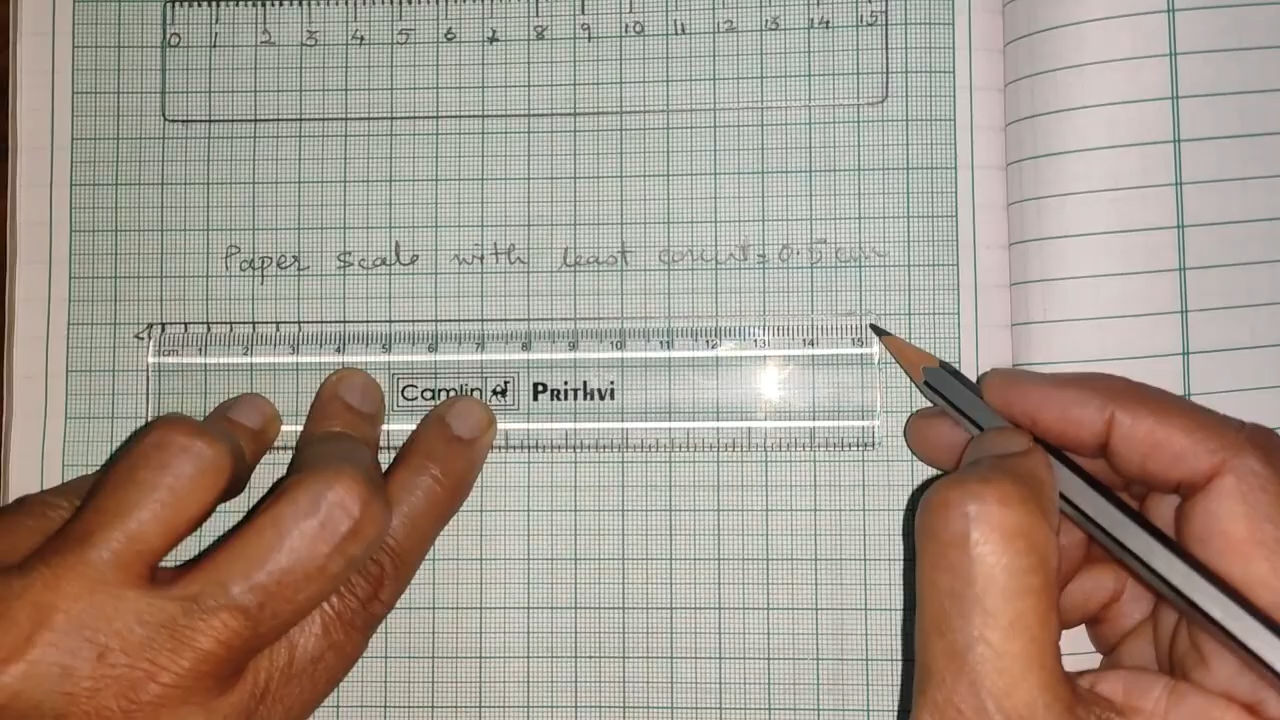 0 1 2 3 4 5 6 7 8 9 10 11 12 13 14 15
Paper scale with least count = 0.5 cm
cm 1 2 3 4 5 6 7 8 9 10 11 12 13 14 15
Camlin PRITHVI